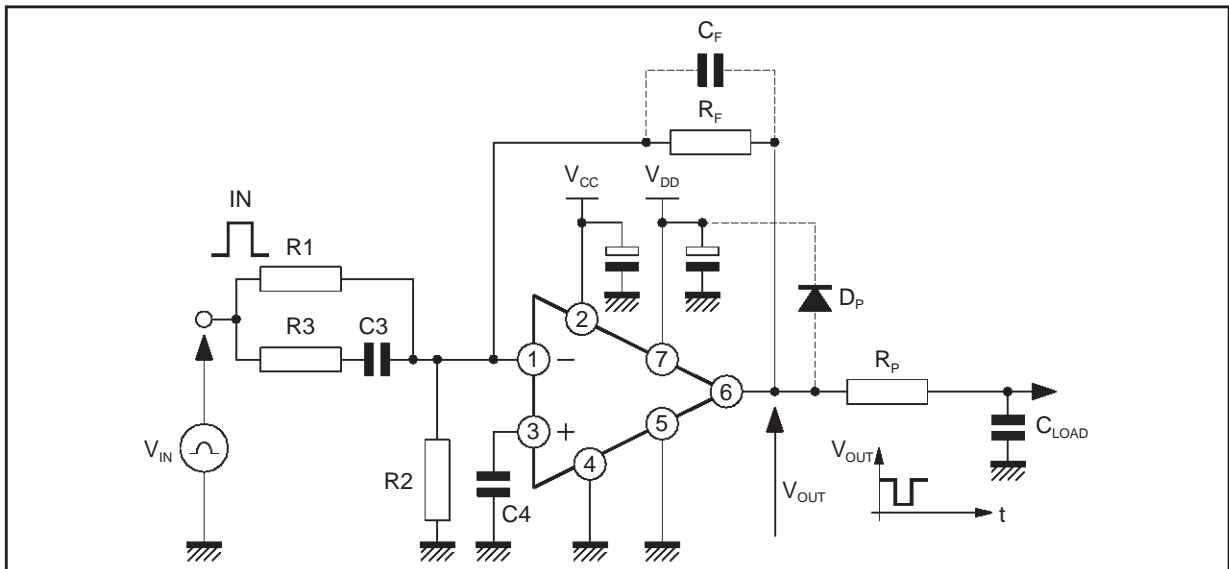 C_F
R_F
V_CC
V_DD
IN
R1
D_P
2
R3
C3
1
−
7
R_P
6
3
+
5
C_LOAD
V_IN
R2
4
V_OUT
C4
V_OUT
t